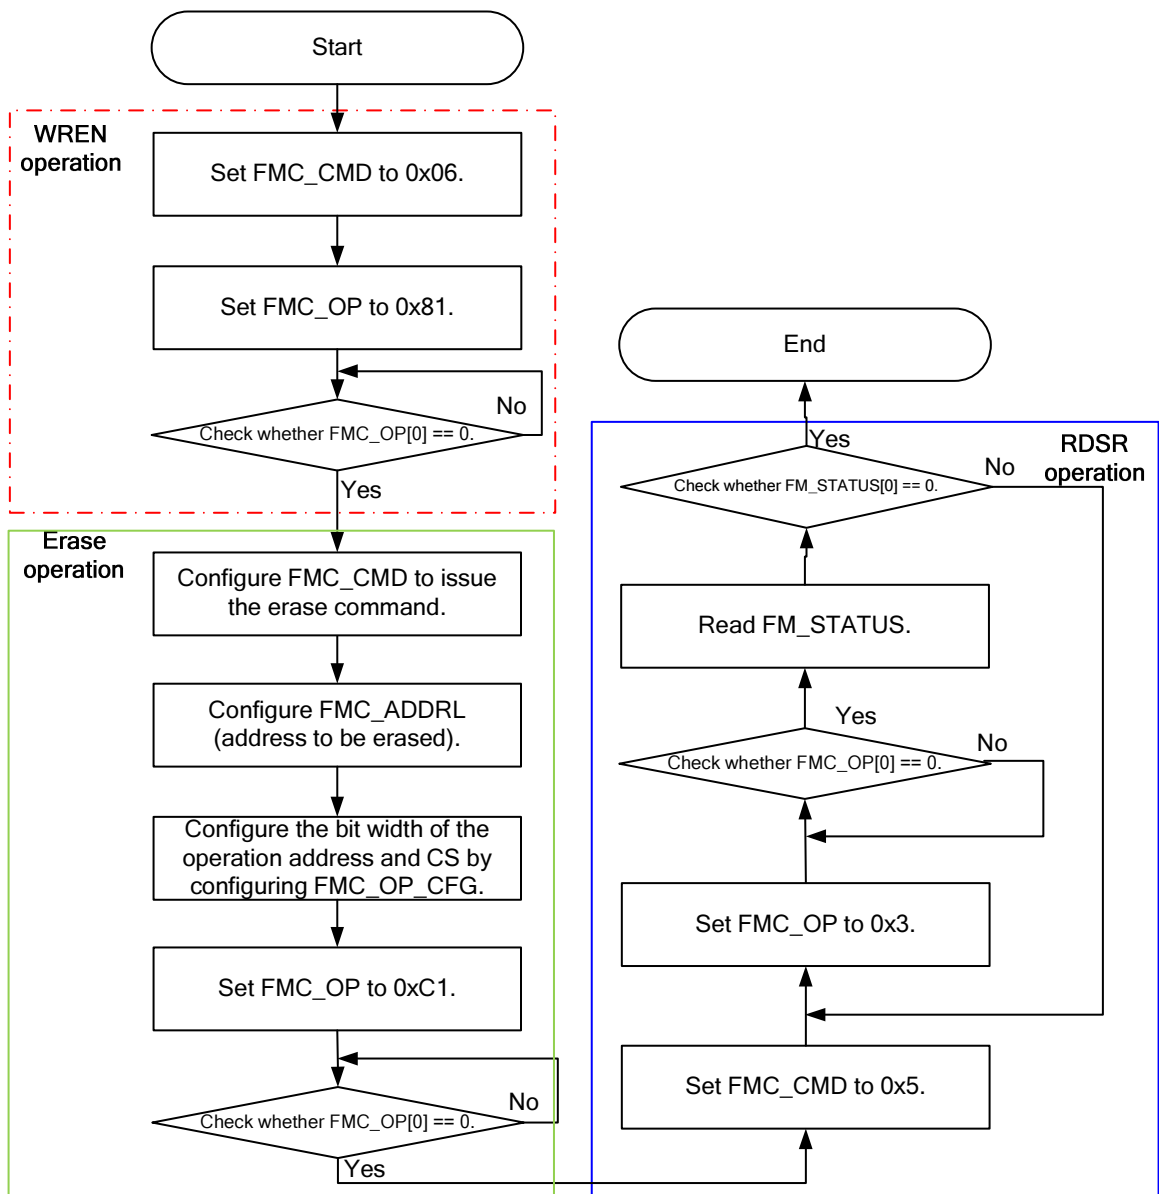 Start
WREN
operation
Set FMC_CMD to 0x06.
Set FMC_OP to 0x81.
No
Check whether FMC_OP[0] == 0.
Yes
Erase
operation
Configure FMC_CMD to issue
the erase command.
Configure FMC_ADDRL
(address to be erased).
Configure the bit width of the
operation address and CS by
configuring FMC_OP_CFG.
Set FMC_OP to 0xC1.
No
Check whether FMC_OP[0] == 0.
Yes
End
Yes
RDSR
operation
No
Check whether FM_STATUS[0] == 0.
Read FM_STATUS.
Yes
No
Check whether FMC_OP[0] == 0.
Set FMC_OP to 0x3.
Set FMC_CMD to 0x5.